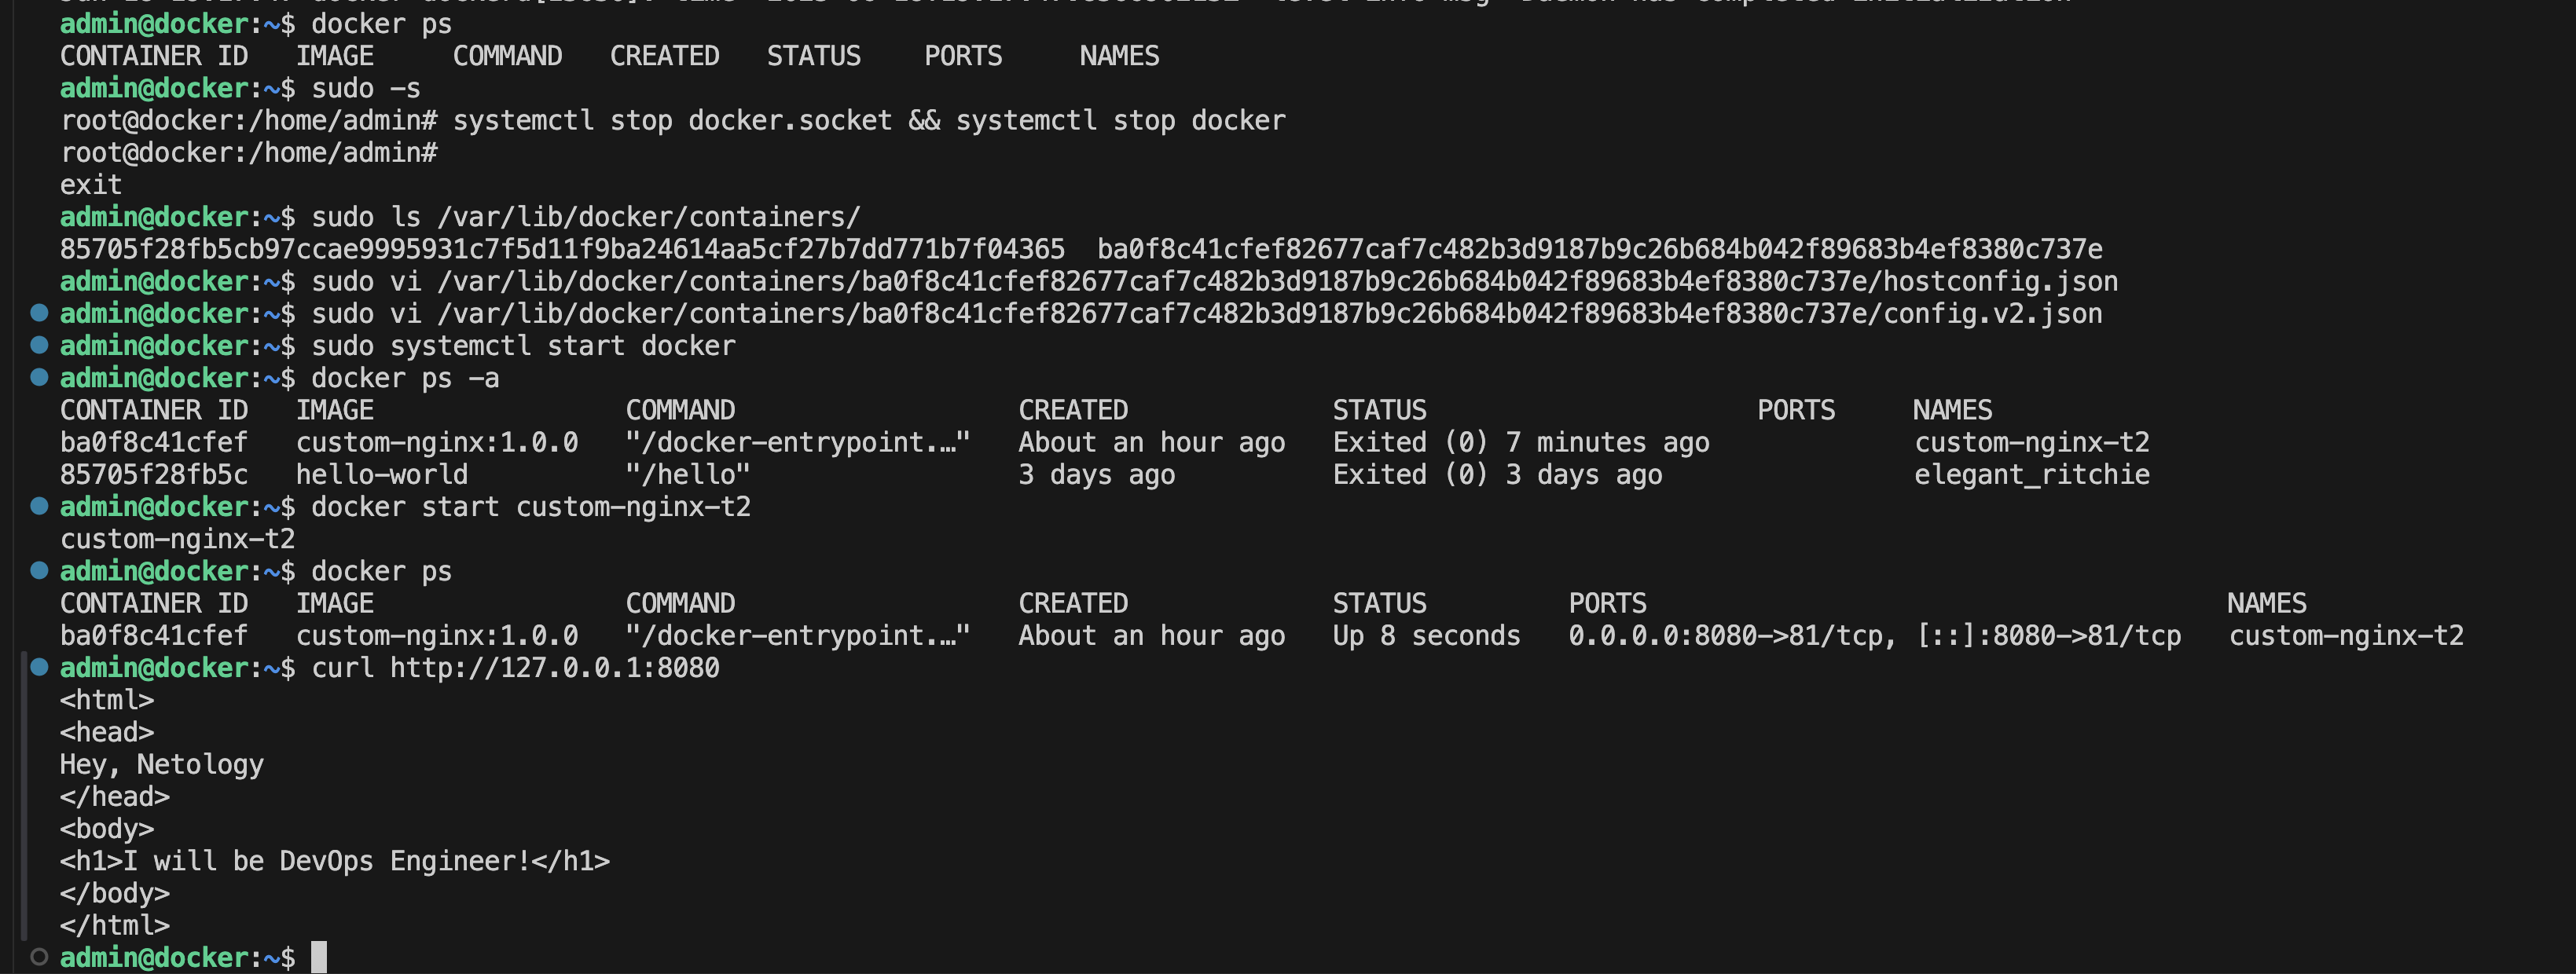 admin@docker:~$ docker ps
CONTAINER ID   IMAGE     COMMAND   CREATED   STATUS    PORTS     NAMES
admin@docker:~$ sudo -s
root@docker:/home/admin# systemctl stop docker.socket && systemctl stop docker
root@docker:/home/admin#
exit
admin@docker:~$ sudo ls /var/lib/docker/containers/
85705f28fb5cb97ccae9995931c7f5d11f9ba24614aa5cf27b7dd771b7f04365  ba0f8c41cfef82677caf7c482b3d9187b9c26b684b042f89683b4ef8380c737e
admin@docker:~$ sudo vi /var/lib/docker/containers/ba0f8c41cfef82677caf7c482b3d9187b9c26b684b042f89683b4ef8380c737e/hostconfig.json
admin@docker:~$ sudo vi /var/lib/docker/containers/ba0f8c41cfef82677caf7c482b3d9187b9c26b684b042f89683b4ef8380c737e/config.v2.json
admin@docker:~$ sudo systemctl start docker
admin@docker:~$ docker ps -a
CONTAINER ID   IMAGE                COMMAND                  CREATED             STATUS                     PORTS     NAMES
ba0f8c41cfef   custom-nginx:1.0.0   "/docker-entrypoint.…"   About an hour ago   Exited (0) 7 minutes ago             custom-nginx-t2
85705f28fb5c   hello-world          "/hello"                 3 days ago          Exited (0) 3 days ago                elegant_ritchie
admin@docker:~$ docker start custom-nginx-t2
custom-nginx-t2
admin@docker:~$ docker ps
CONTAINER ID   IMAGE                COMMAND                  CREATED             STATUS         PORTS                                     NAMES
ba0f8c41cfef   custom-nginx:1.0.0   "/docker-entrypoint.…"   About an hour ago   Up 8 seconds   0.0.0.0:8080->81/tcp, [::]:8080->81/tcp   custom-nginx-t2
admin@docker:~$ curl http://127.0.0.1:8080
<html>
<head>
Hey, Netology
</head>
<body>
<h1>I will be DevOps Engineer!</h1>
</body>
</html>
admin@docker:~$